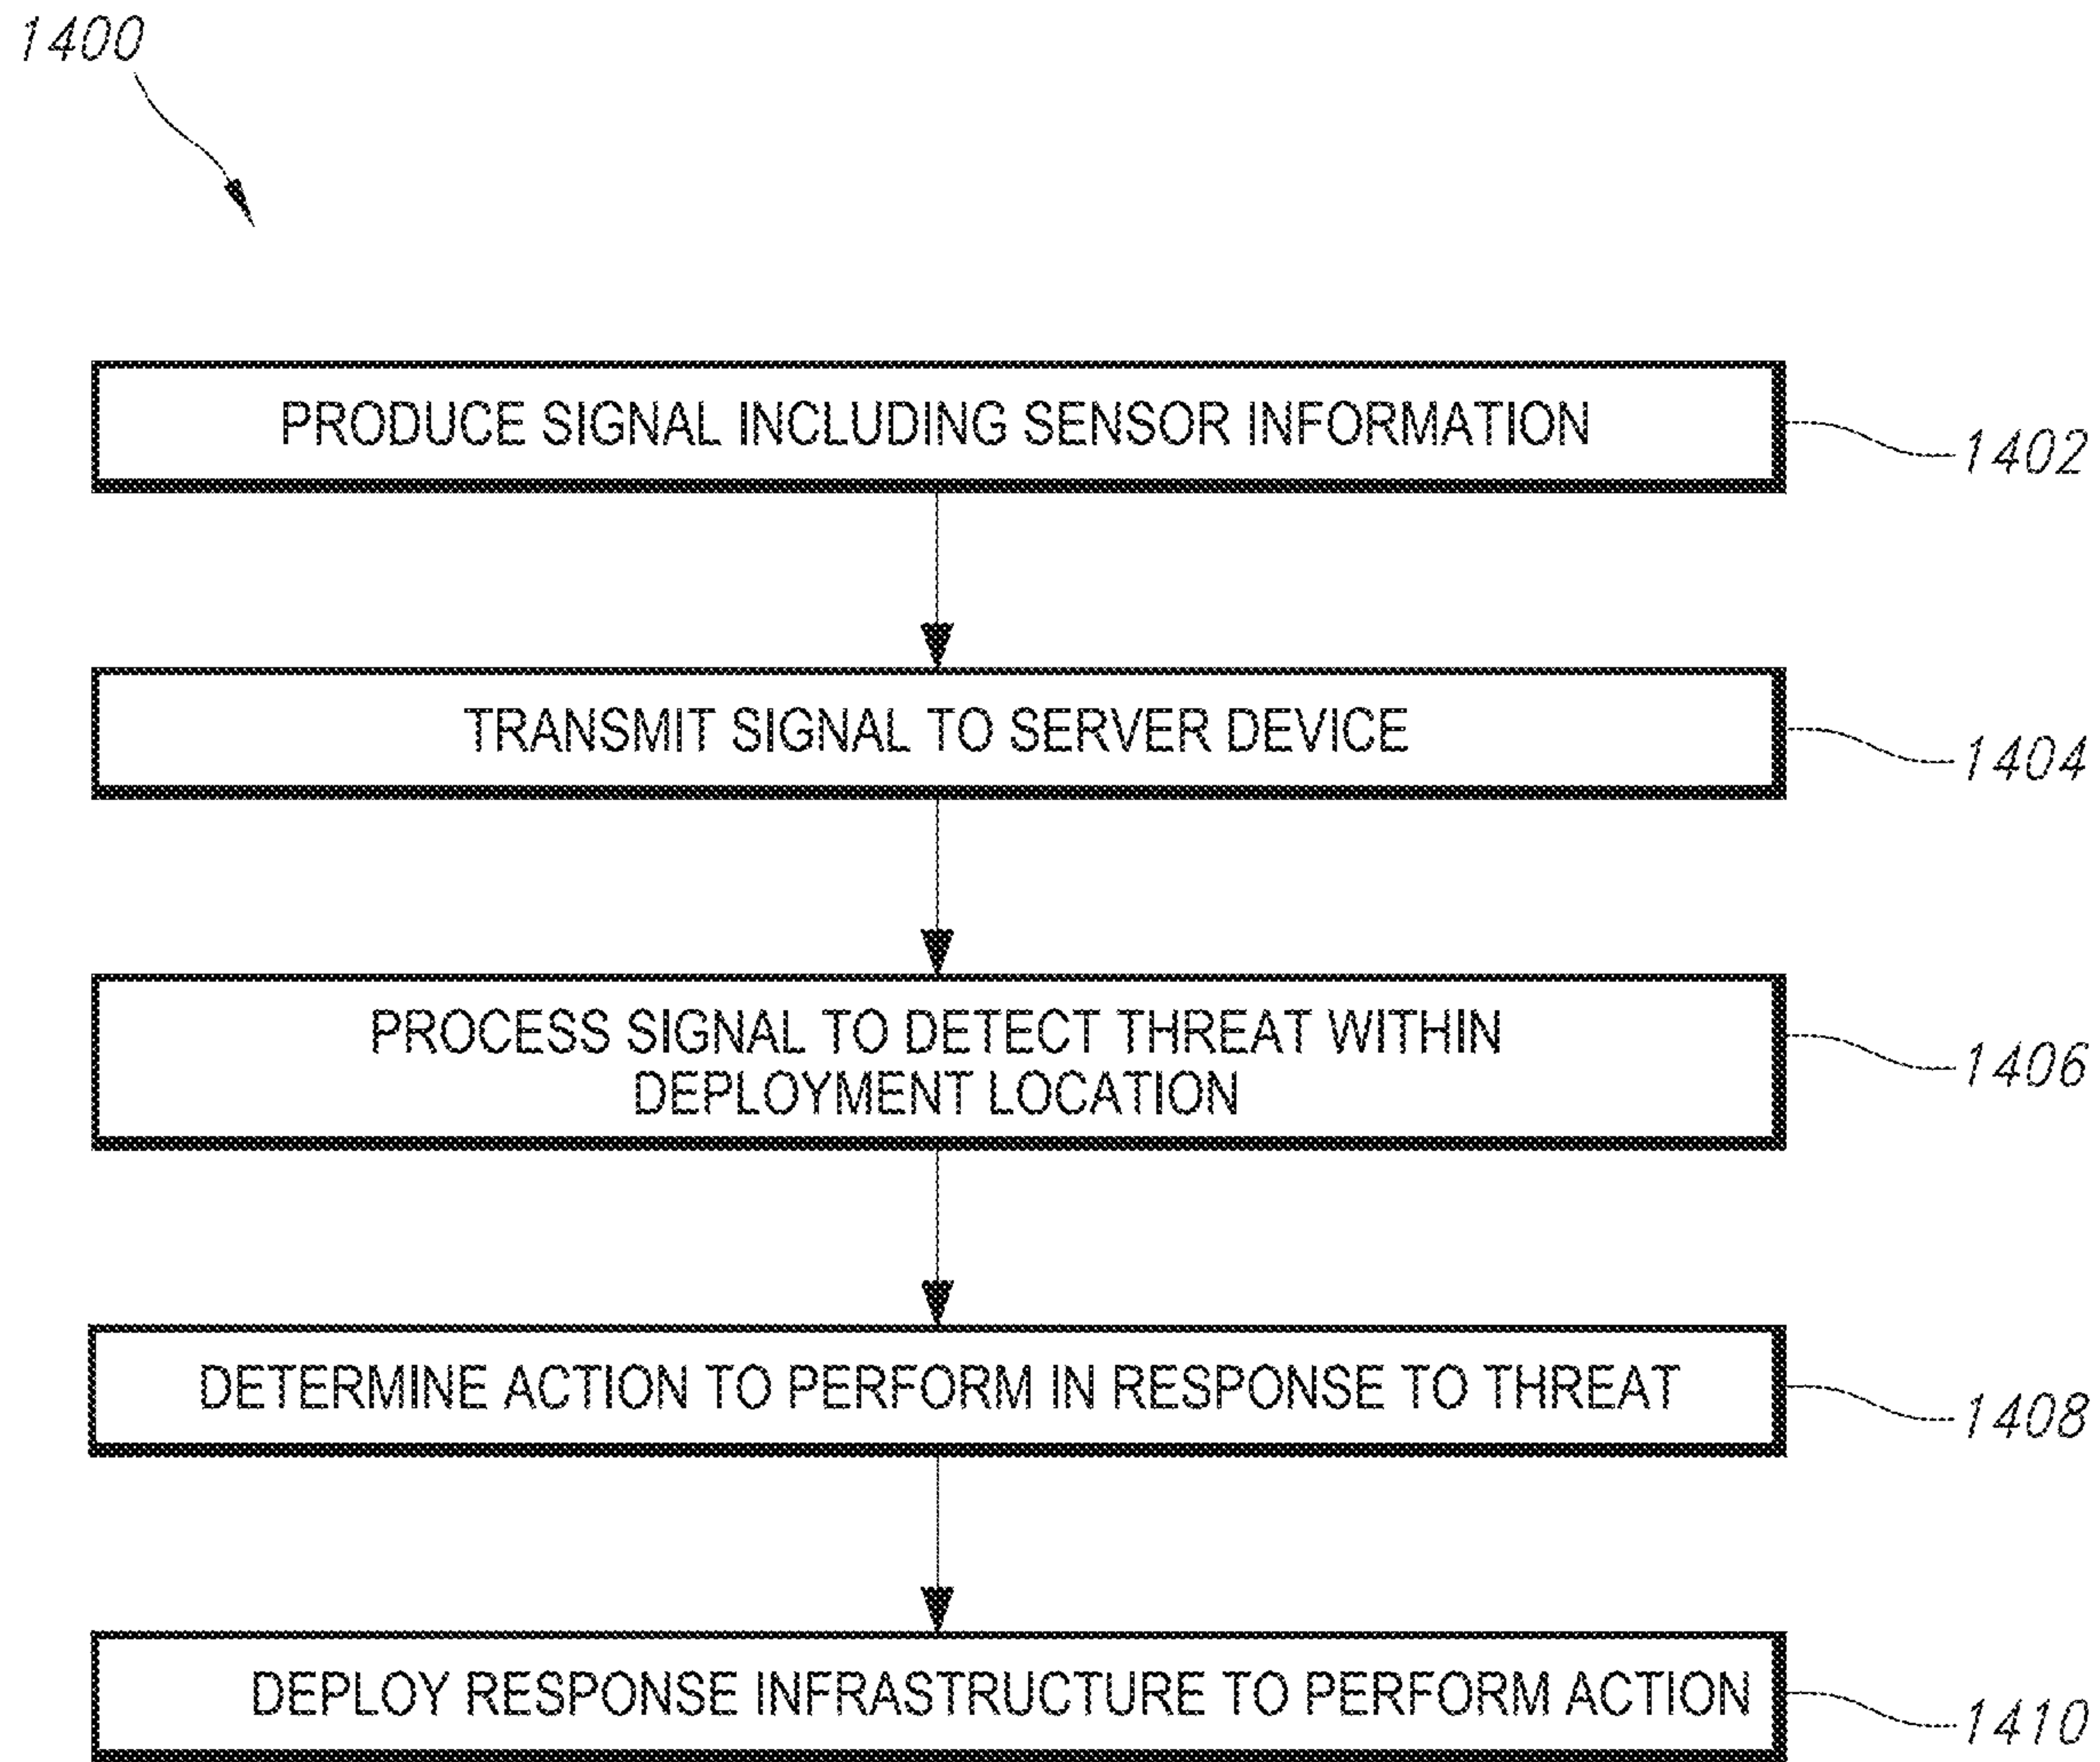 1400
PRODUCE SIGNAL INCLUDING SENSOR INFORMATION
1402
TRANSMIT SIGNAL TO SERVER DEVICE
1404
PROCESS SIGNAL TO DETECT THREAT WITHIN
DEPLOYMENT LOCATION
1406
DETERMINE ACTION TO PERFORM IN RESPONSE TO THREAT
1408
DEPLOY RESPONSE INFRASTRUCTURE TO PERFORM ACTION
1410